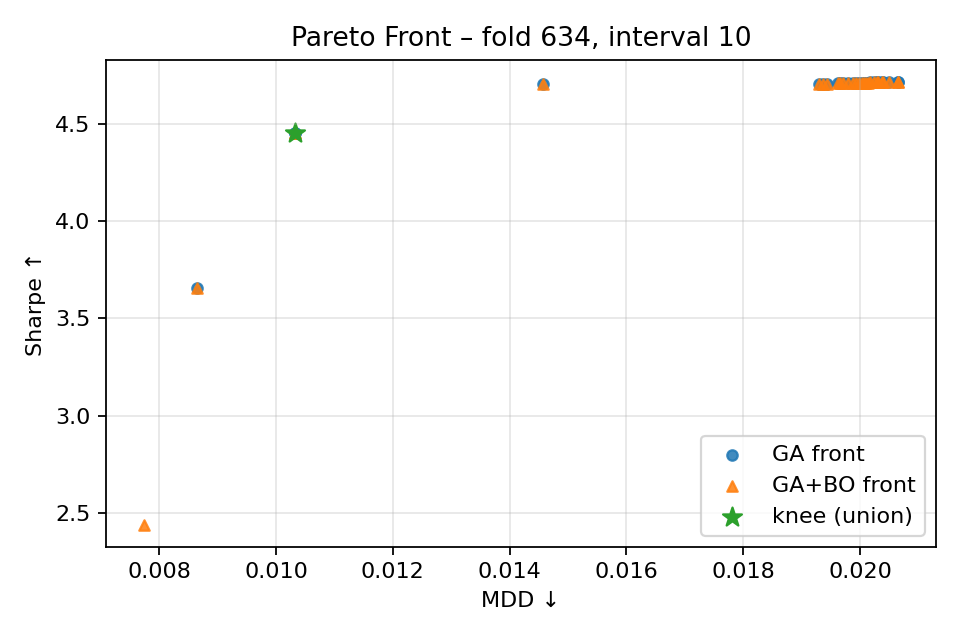 Pareto Front – fold 634, interval 10
Sharpe ↑
4.5
4.0
3.5
3.0
2.5
GA front
GA+BO front
knee (union)
0.008 0.010 0.012 0.014 0.016 0.018 0.020
MDD ↓